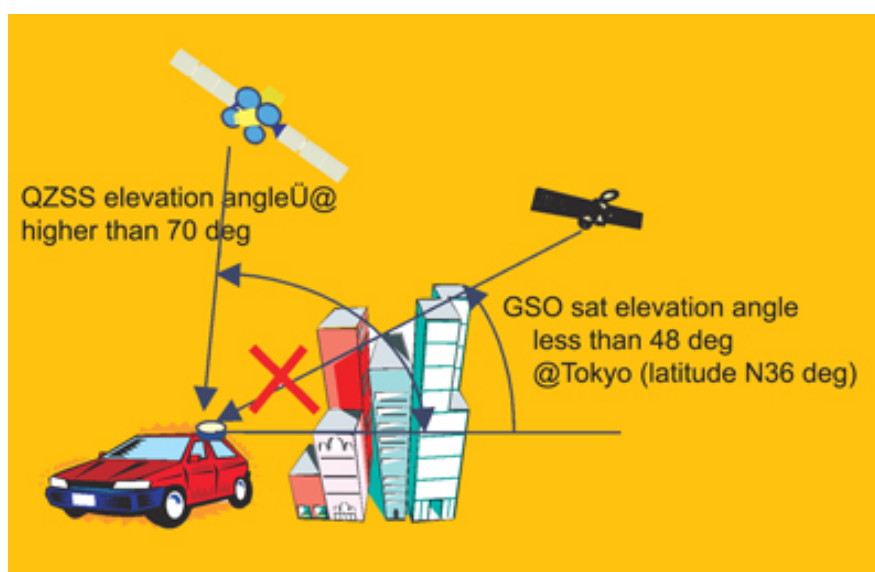 QZSS elevation angleÜ@
higher than 70 deg
GSO sat elevation angle
less than 48 deg
@Tokyo (latitude N36 deg)